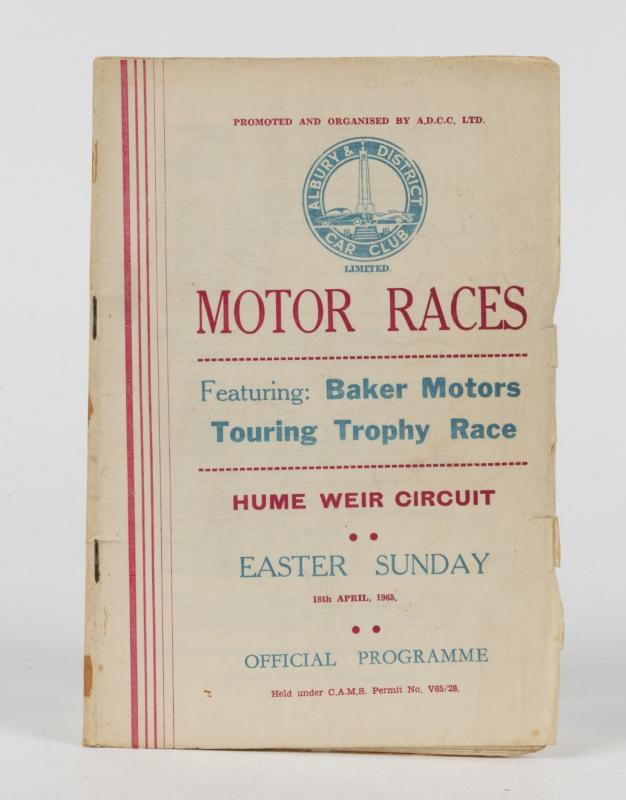 PROMOTED AND ORGANISED BY A.D.C.C. LTD.
ALBURY & DISTRICT
CAR CLUB
LIMITED.
MOTOR RACES
Featuring: Baker Motors
Touring Trophy Race
HUME WEIR CIRCUIT
EASTER SUNDAY
18th APRIL, 1965.
OFFICIAL PROGRAMME
Held under C.A.M.S. Permit No. V65/28.